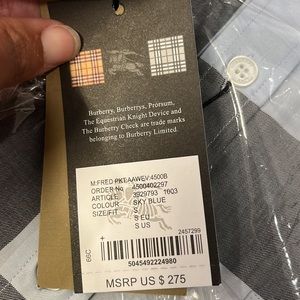 Burberry, Burberrys, Prorsum,
The Equestrian Knight Device and
The Burberry Check are trade marks
belonging to Burberry Limited.
M:FRED PKT:AAWEV:4500B
ORDER No 4500402297
ARTICLE 3929793 1003
COLOUR SKY BLUE
SIZE/FIT S
S EU
S US
2457299
66C
5045492224980
MSRP US $ 275